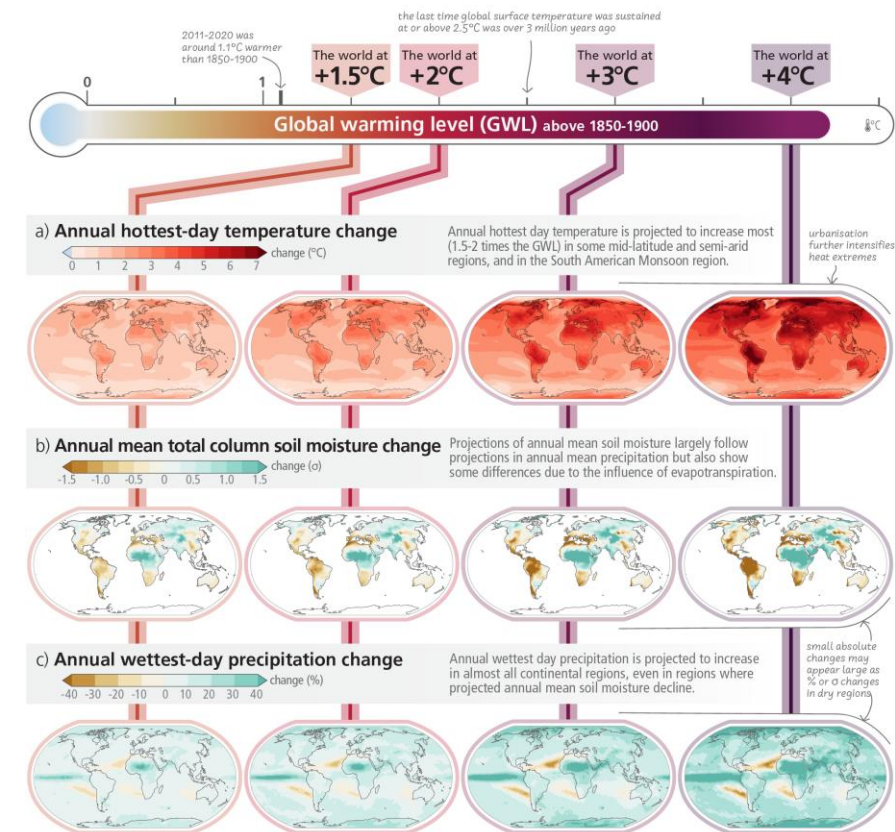 the last time global surface temperature was sustained
at or above 2.5°C was over 3 million years ago
2011-2020 was
around 1.1°C warmer
than 1850-1900
The world at
+1.5°C
The world at
+2°C
The world at
+3°C
The world at
+4°C
0
1
Global warming level (GWL) above 1850-1900
°C
a) Annual hottest-day temperature change
change (°C)
0 1 2 3 4 5 6 7
Annual hottest day temperature is projected to increase most
(1.5-2 times the GWL) in some mid-latitude and semi-arid
regions, and in the South American Monsoon region.
urbanisation
further intensifies
heat extremes
b) Annual mean total column soil moisture change
change (σ)
-1.5 -1.0 -0.5 0 0.5 1.0 1.5
Projections of annual mean soil moisture largely follow
projections in annual mean precipitation but also show
some differences due to the influence of evapotranspiration.
c) Annual wettest-day precipitation change
change (%)
-40 -30 -20 -10 0 10 20 30 40
Annual wettest day precipitation is projected to increase
in almost all continental regions, even in regions where
projected annual mean soil moisture decline.
small absolute
changes may
appear large as
% or σ changes
in dry regions